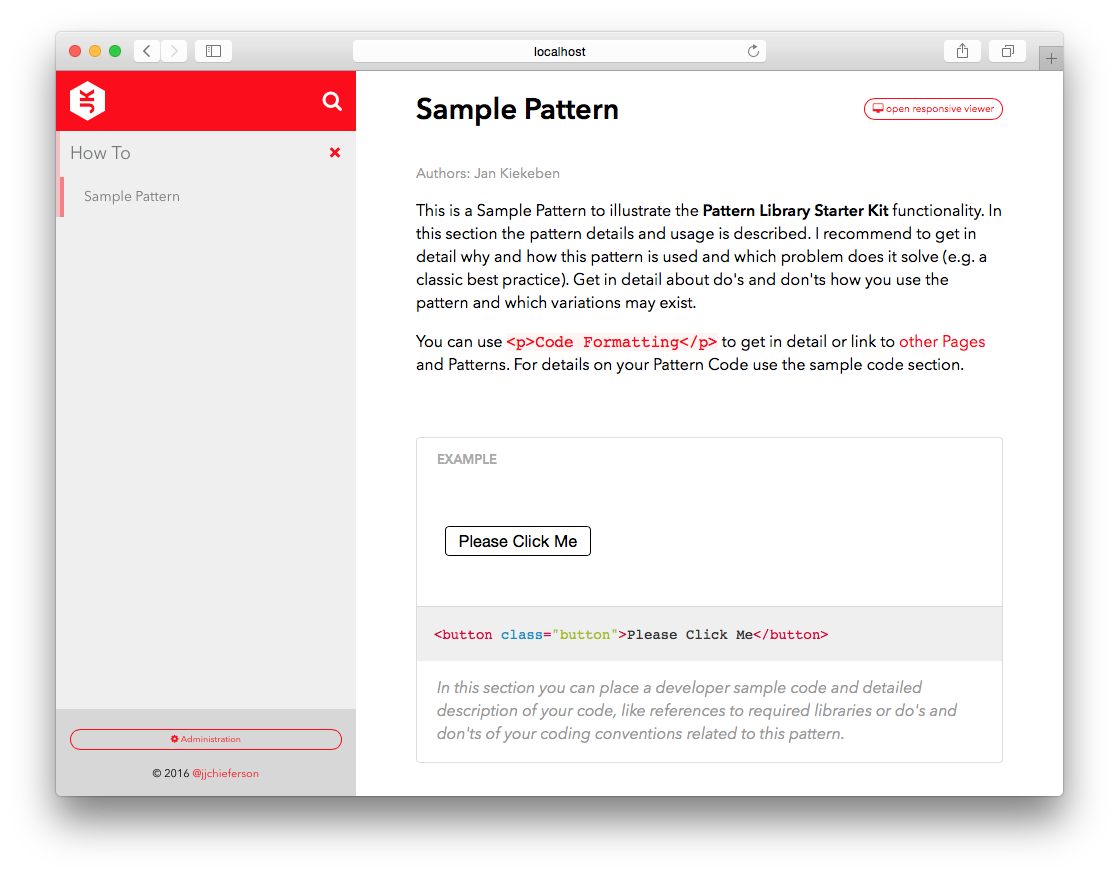 localhost
JK
How To
Sample Pattern
Administration
© 2016 @jjchieferson
Sample Pattern
open responsive viewer
Authors: Jan Kiekeben
This is a Sample Pattern to illustrate the Pattern Library Starter Kit functionality. In
this section the pattern details and usage is described. I recommend to get in
detail why and how this pattern is used and which problem does it solve (e.g. a
classic best practice). Get in detail about do's and don'ts how you use the
pattern and which variations may exist.
You can use <p>Code Formatting</p> to get in detail or link to other Pages
and Patterns. For details on your Pattern Code use the sample code section.
EXAMPLE
Please Click Me
<button class="button">Please Click Me</button>
In this section you can place a developer sample code and detailed
description of your code, like references to required libraries or do's and
don'ts of your coding conventions related to this pattern.